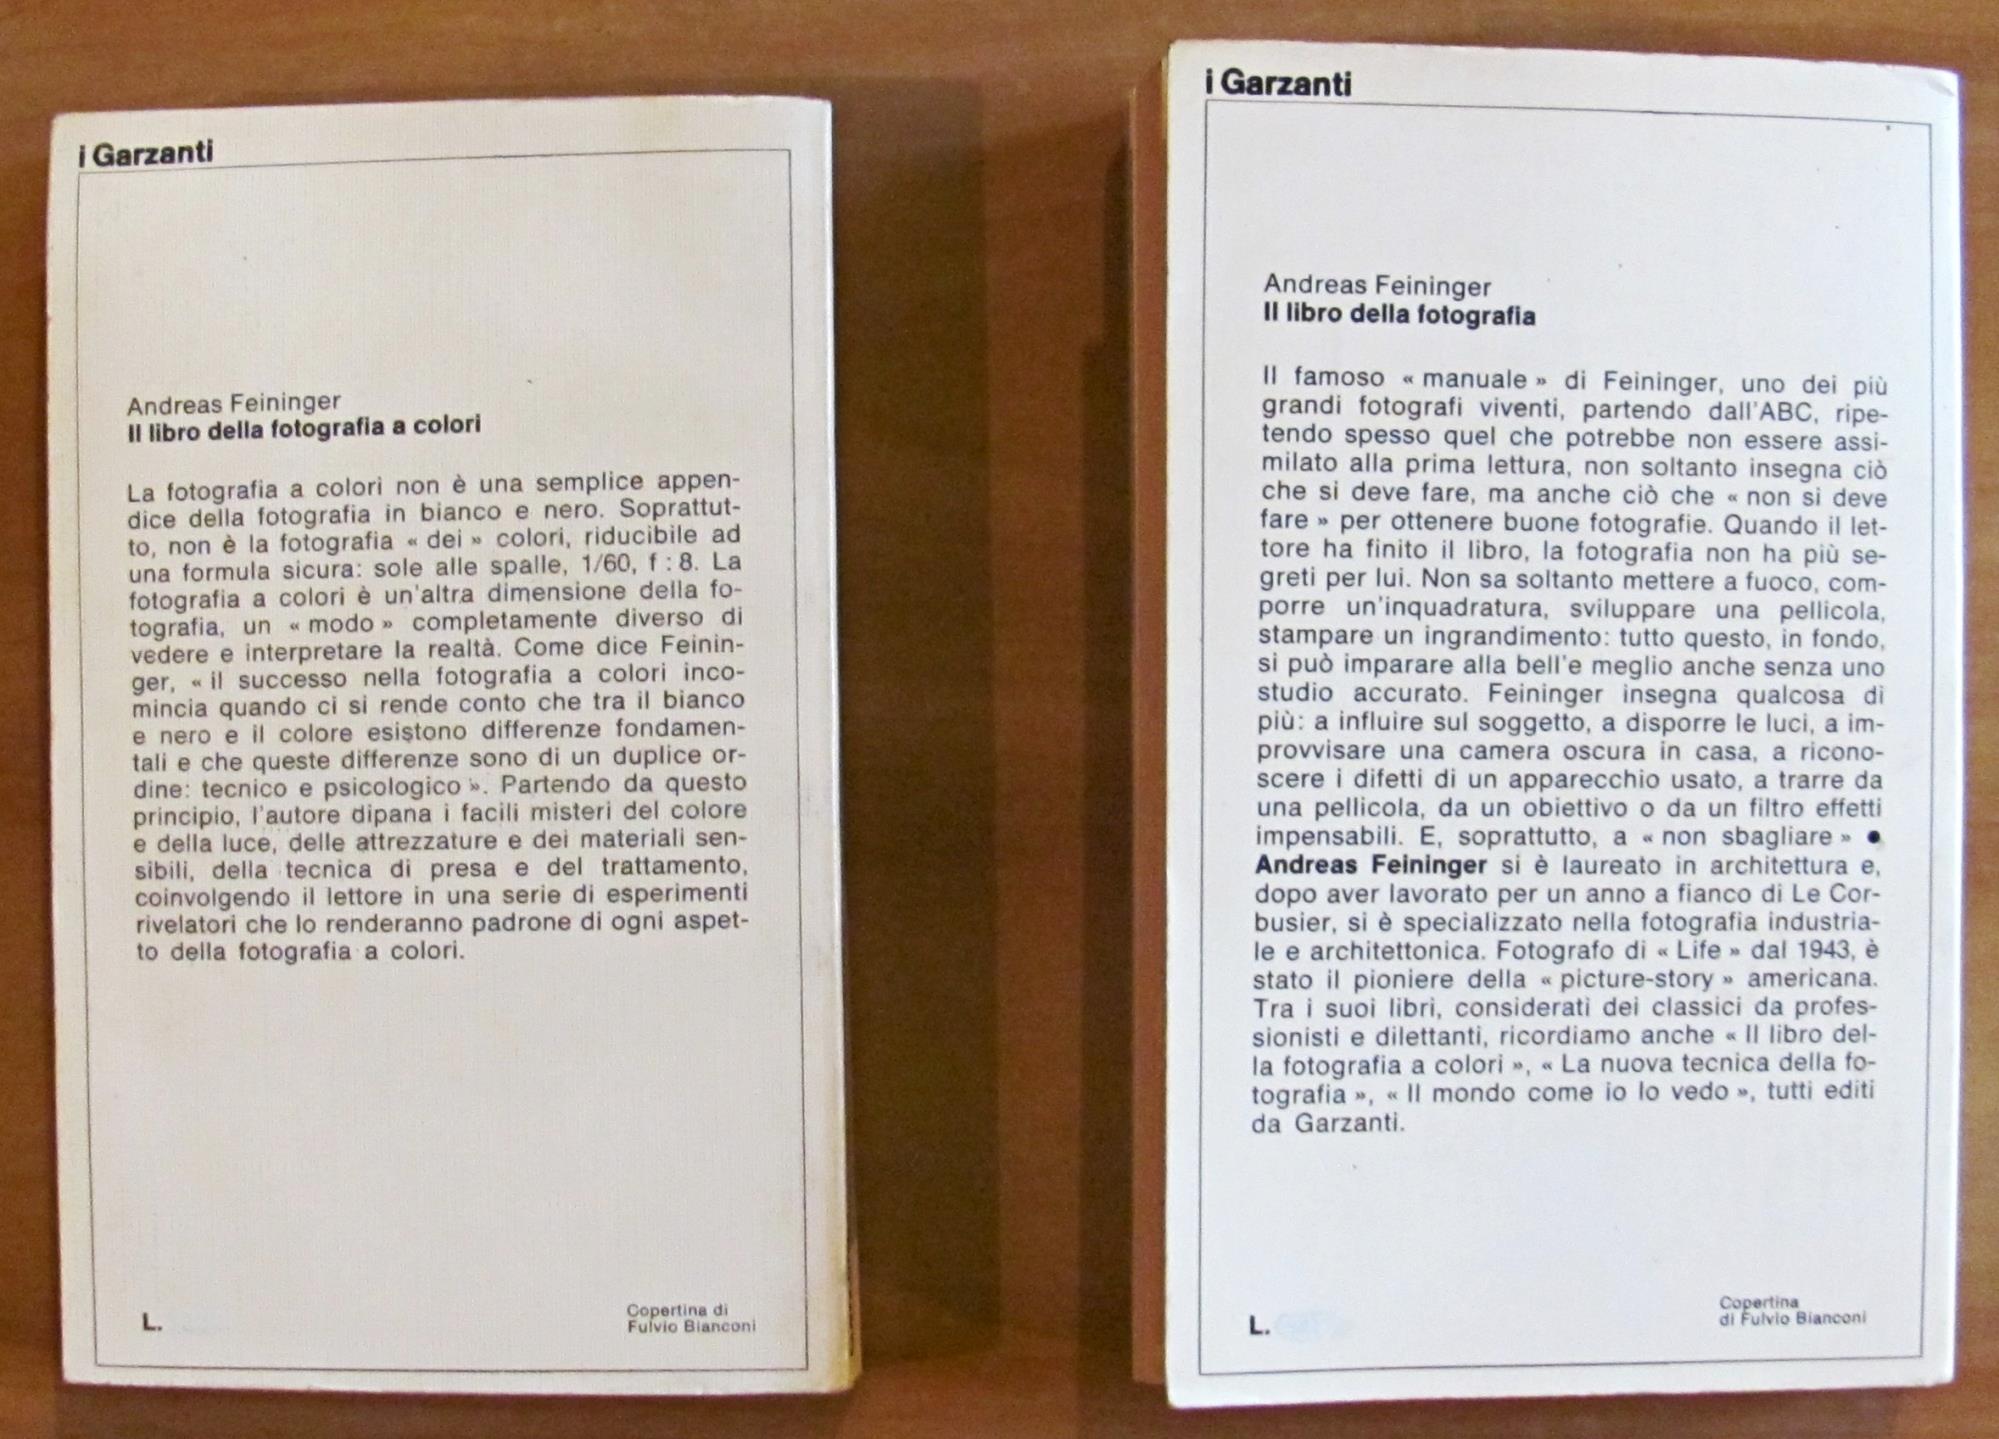 i Garzanti
Andreas Feininger
Il libro della fotografia a colori
La fotografia a colori non è una semplice appen-
dice della fotografia in bianco e nero. Soprattut-
to, non è la fotografia « dei » colori, riducibile ad
una formula sicura: sole alle spalle, 1/60, f : 8. La
fotografia a colori è un'altra dimensione della fo-
tografia, un « modo » completamente diverso di
vedere e interpretare la realtà. Come dice Feinin-
ger, « il successo nella fotografia a colori inco-
mincia quando ci si rende conto che tra il bianco
e nero e il colore esistono differenze fondamen-
tali e che queste differenze sono di un duplice or-
dine: tecnico e psicologico ». Partendo da questo
principio, l'autore dipana i facili misteri del colore
e della luce, delle attrezzature e dei materiali sen-
sibili, della tecnica di presa e del trattamento,
coinvolgendo il lettore in una serie di esperimenti
rivelatori che lo renderanno padrone di ogni aspet-
to della fotografia a colori.
L.
Copertina di
Fulvio Bianconi
i Garzanti
Andreas Feininger
Il libro della fotografia
Il famoso « manuale » di Feininger, uno dei più
grandi fotografi viventi, partendo dall'ABC, ripe-
tendo spesso quel che potrebbe non essere assi-
milato alla prima lettura, non soltanto insegna ciò
che si deve fare, ma anche ciò che « non si deve
fare » per ottenere buone fotografie. Quando il let-
tore ha finito il libro, la fotografia non ha più se-
greti per lui. Non sa soltanto mettere a fuoco, com-
porre un'inquadratura, sviluppare una pellicola,
stampare un ingrandimento: tutto questo, in fondo,
si può imparare alla bell'e meglio anche senza uno
studio accurato. Feininger insegna qualcosa di
più: a influire sul soggetto, a disporre le luci, a im-
provvisare una camera oscura in casa, a ricono-
scere i difetti di un apparecchio usato, a trarre da
una pellicola, da un obiettivo o da un filtro effetti
impensabili. E, soprattutto, a « non sbagliare » ●
Andreas Feininger si è laureato in architettura e,
dopo aver lavorato per un anno a fianco di Le Cor-
busier, si è specializzato nella fotografia industria-
le e architettonica. Fotografo di « Life » dal 1943, è
stato il pioniere della « picture-story » americana.
Tra i suoi libri, considerati dei classici da profes-
sionisti e dilettanti, ricordiamo anche « Il libro del-
la fotografia a colori », « La nuova tecnica della fo-
tografia », « Il mondo come io lo vedo », tutti editi
da Garzanti.
L.
Copertina
di Fulvio Bianconi